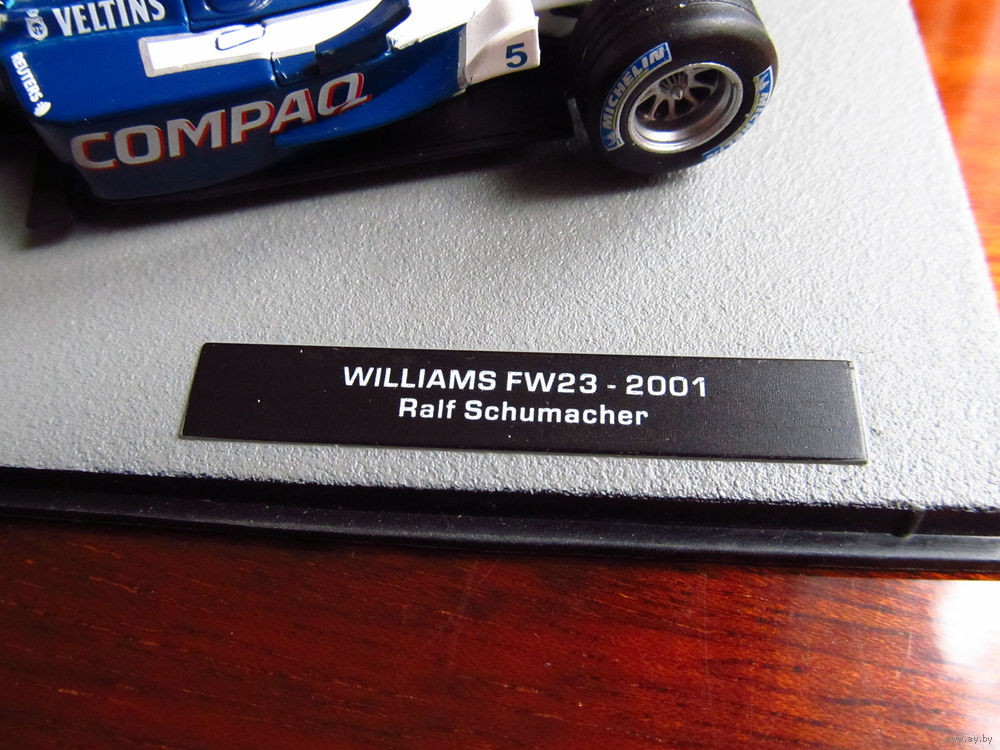 VELTINS
REUTERS
COMPAQ
5
MICHELIN
WILLIAMS FW23 - 2001
Ralf Schumacher
www.ay.by